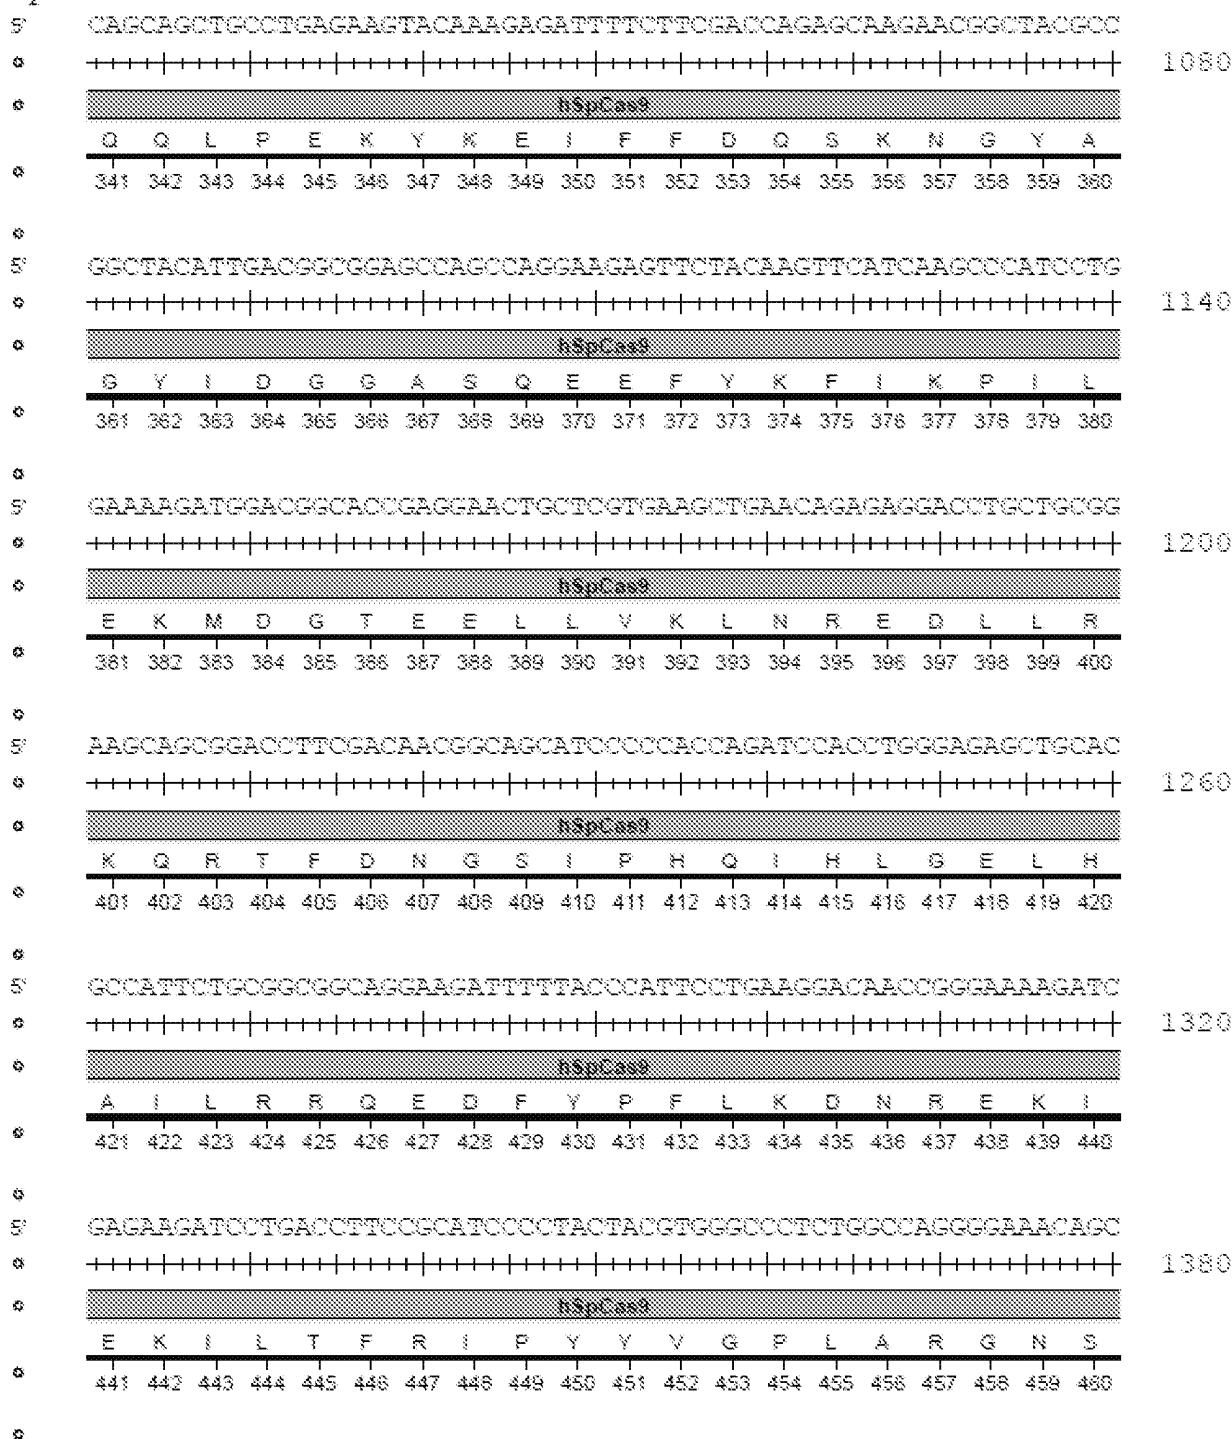 5' CAGCAGCTGCCTGAGAAGTACAAAGAGATTTTCTTCGACCAGAGCAAGAACGGCTACGCC
1080
hSpCas9
Q Q L P E K Y K E I F F D Q S K N G Y A
341 342 343 344 345 346 347 348 349 350 351 352 353 354 355 356 357 358 359 360
5' GGCTACATTGACGGCGGAGCCAGCCAGGAAGAGTTCTACAAGTTCATCAAGCCCATCCTG
1140
hSpCas9
G Y I D G G A S Q E E F Y K F I K P I L
361 362 363 364 365 366 367 368 369 370 371 372 373 374 375 376 377 378 379 380
5' GAAAAGATGGACGGCACCGAGGAACTGCTCGTGAAGCTGAACAGAGAGGACCTGCTGCGG
1200
hSpCas9
E K M D G T E E L L V K L N R E D L L R
381 382 383 384 385 386 387 388 389 390 391 392 393 394 395 396 397 398 399 400
5' AAGCAGCGGACCTTCGACAACGGCAGCATCCCCCACCAGATCCACCTGGGAGAGCTGCAC
1260
hSpCas9
K Q R T F D N G S I P H Q I H L G E L H
401 402 403 404 405 406 407 408 409 410 411 412 413 414 415 416 417 418 419 420
5' GCCATTCTGCGGCGGCAGGAAGATTTTTACCCATTCCTGAAGGACAACCGGGAAAAGATC
1320
hSpCas9
A I L R R Q E D F Y P F L K D N R E K I
421 422 423 424 425 426 427 428 429 430 431 432 433 434 435 436 437 438 439 440
5' GAGAAGATCCTGACCTTCCGCATCCCCTACTACGTGGGCCCTCTGGCCAGGGGAAACAGC
1380
hSpCas9
E K I L T F R I P Y Y V G P L A R G N S
441 442 443 444 445 446 447 448 449 450 451 452 453 454 455 456 457 458 459 460